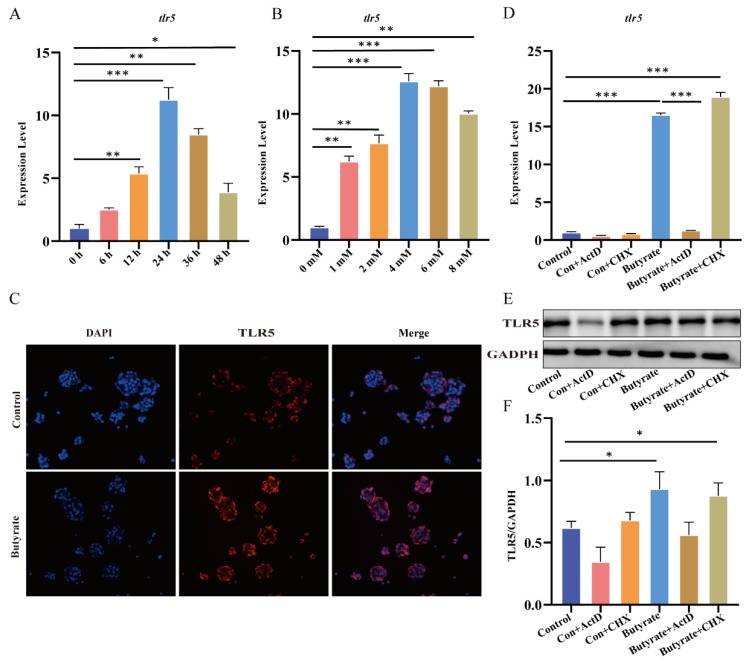 A
tlr5
Expression Level
15
10
5
0
*
**
***
**
0 h
6 h
12 h
24 h
36 h
48 h
B
tlr5
Expression Level
15
10
5
0
**
***
***
**
**
0 mM
1 mM
2 mM
4 mM
6 mM
8 mM
D
tlr5
Expression Level
25
20
15
10
5
0
***
***
***
Control
Con+ActD
Con+CHX
Butyrate
Butyrate+ActD
Butyrate+CHX
C
DAPI
TLR5
Merge
Control
Butyrate
E
TLR5
GADPH
Control
Con+ActD
Con+CHX
Butyrate
Butyrate+ActD
Butyrate+CHX
F
TLR5/GAPDH
1.5
1.0
0.5
0.0
*
*
Control
Con+ActD
Con+CHX
Butyrate
Butyrate+ActD
Butyrate+CHX